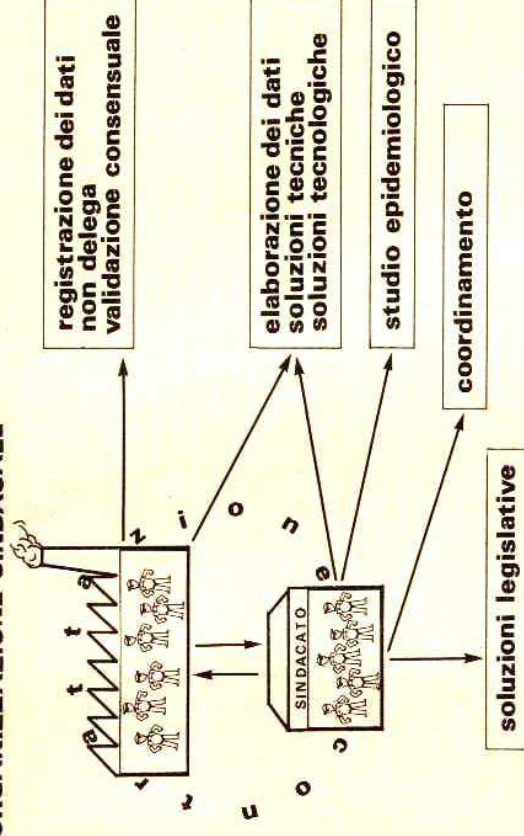 ORGANIZZAZIONE SINDACALE
contrattazione
SINDACATO
registrazione dei dati
non delega
validazione consensuale
elaborazione dei dati
soluzioni tecniche
soluzioni tecnologiche
studio epidemiologico
coordinamento
soluzioni legislative